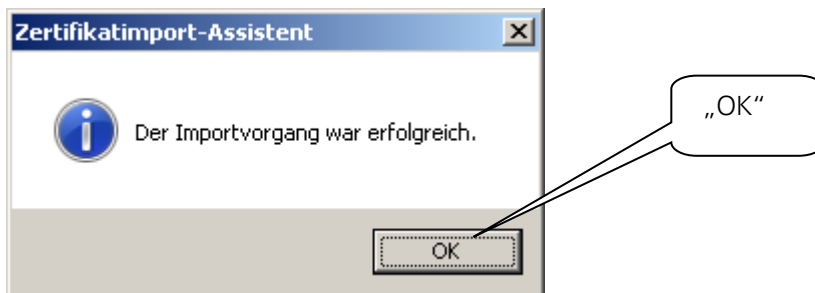 Zertifikatimport-Assistent
Der Importvorgang war erfolgreich.
OK
„OK“